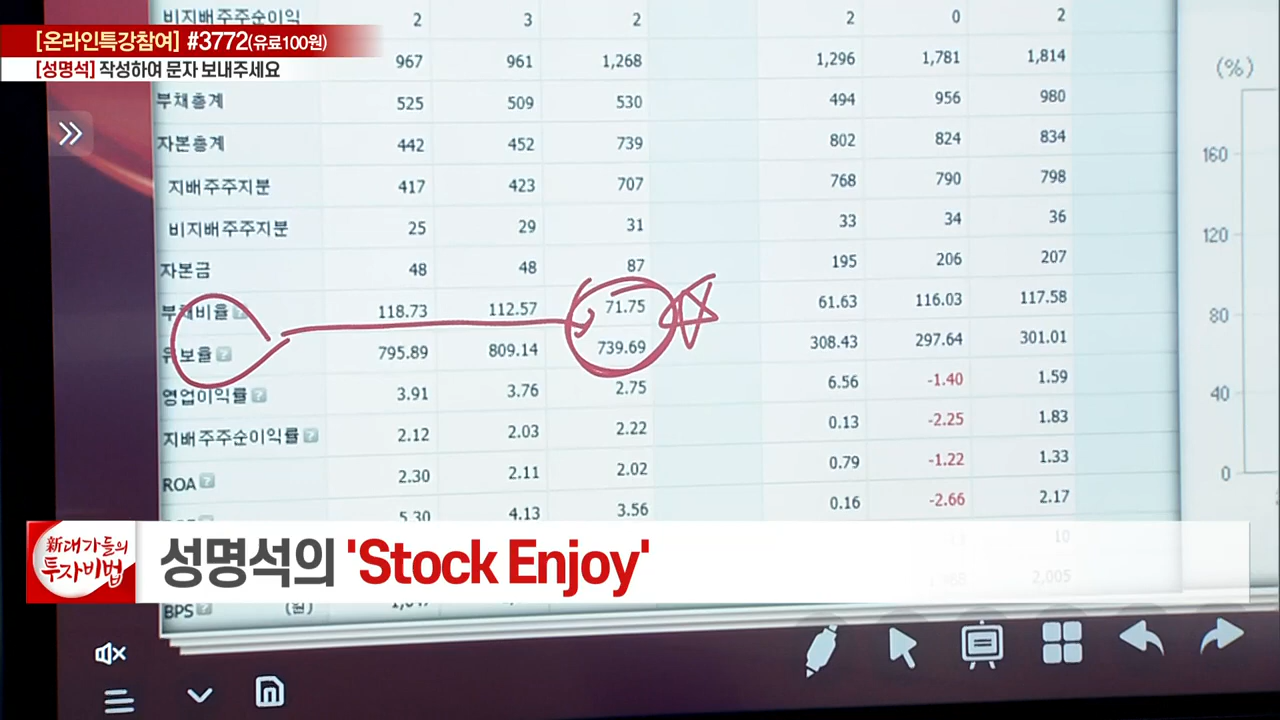 [온라인특강참여] #3772(유료100원)
[성명석] 작성하여 문자 보내주세요
비지배주주순이익 2 3 2 2 0 2
967 961 1,268 1,296 1,781 1,814
부채총계 525 509 530 494 956 980
자본총계 442 452 739 802 824 834
지배주주지분 417 423 707 768 790 798
비지배주주지분 25 29 31 33 34 36
자본금 48 48 87 195 206 207
부채비율 118.73 112.57 71.75 61.63 116.03 117.58
유보율 795.89 809.14 739.69 308.43 297.64 301.01
영업이익률 3.91 3.76 2.75 6.56 -1.40 1.59
지배주주순이익률 2.12 2.03 2.22 0.13 -2.25 1.83
ROA 2.30 2.11 2.02 0.79 -1.22 1.33
5.30 4.13 3.56 0.16 -2.66 2.17
10
2,005
BPS (원)
(%)
160
120
80
40
0
新대가들의
투자비법
성명석의 'Stock Enjoy'